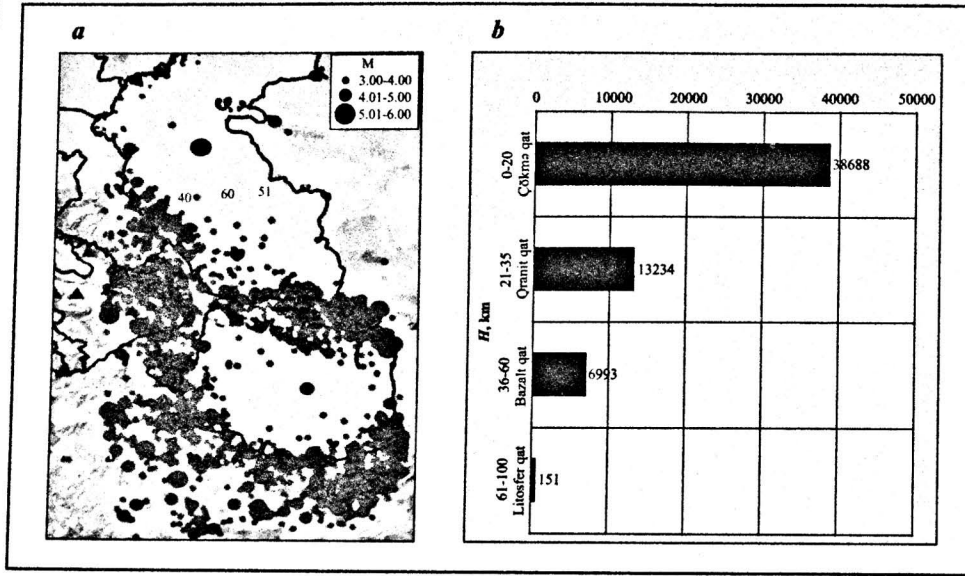 a
M
3.00-4.00
4.01-5.00
5.01-6.00
40 60 51
b
0 10000 20000 30000 40000 50000
H, km
0-20
Çökmə qat
38688
21-35
Qranit qat
13234
36-60
Bazalt qat
6993
61-100
Litosfer qat
151